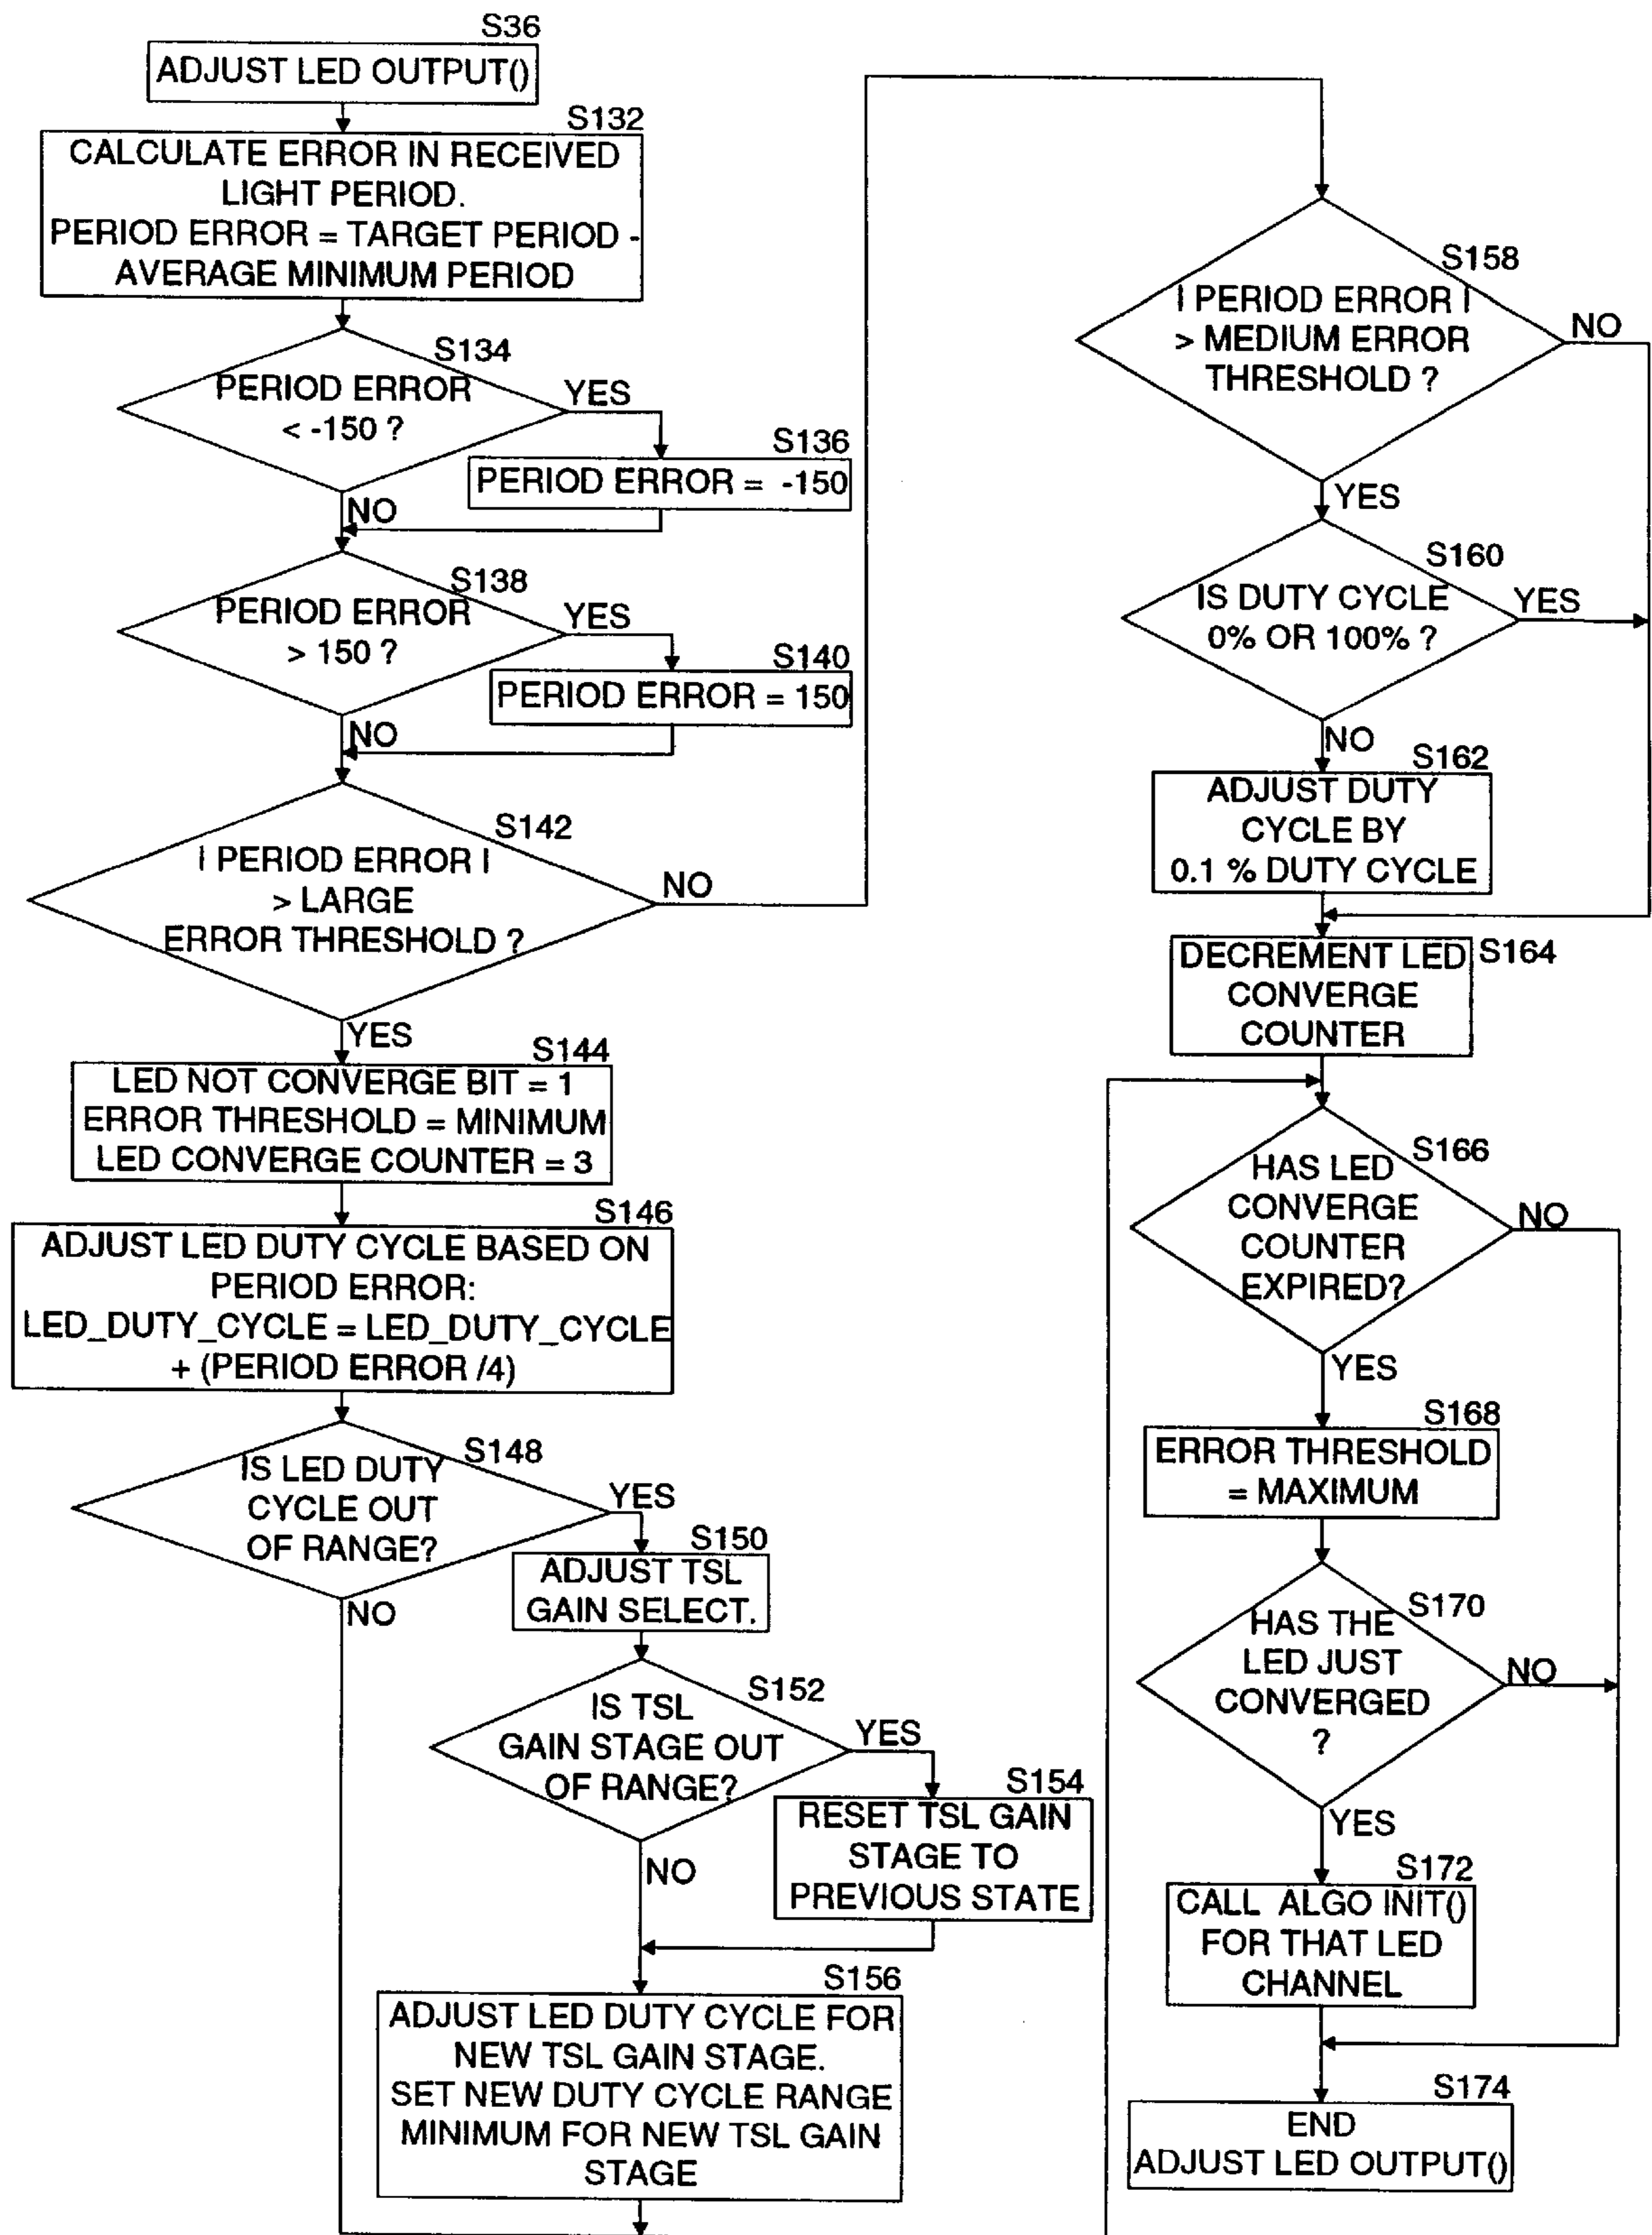 S36
ADJUST LED OUTPUT()
S132
CALCULATE ERROR IN RECEIVED
LIGHT PERIOD.
PERIOD ERROR = TARGET PERIOD -
AVERAGE MINIMUM PERIOD
S134
PERIOD ERROR
< -150 ?
YES
S136
PERIOD ERROR = -150
NO
S138
PERIOD ERROR
> 150 ?
YES
S140
PERIOD ERROR = 150
NO
S142
I PERIOD ERROR I
> LARGE
ERROR THRESHOLD ?
NO
YES
S144
LED NOT CONVERGE BIT = 1
ERROR THRESHOLD = MINIMUM
LED CONVERGE COUNTER = 3
S146
ADJUST LED DUTY CYCLE BASED ON
PERIOD ERROR:
LED_DUTY_CYCLE = LED_DUTY_CYCLE
+ (PERIOD ERROR /4)
S148
IS LED DUTY
CYCLE OUT
OF RANGE?
YES
NO
S150
ADJUST TSL
GAIN SELECT.
S152
IS TSL
GAIN STAGE OUT
OF RANGE?
YES
S154
RESET TSL GAIN
STAGE TO
PREVIOUS STATE
NO
S156
ADJUST LED DUTY CYCLE FOR
NEW TSL GAIN STAGE.
SET NEW DUTY CYCLE RANGE
MINIMUM FOR NEW TSL GAIN
STAGE
S158
I PERIOD ERROR I
> MEDIUM ERROR
THRESHOLD ?
NO
YES
S160
IS DUTY CYCLE
0% OR 100% ?
YES
NO
S162
ADJUST DUTY
CYCLE BY
0.1 % DUTY CYCLE
S164
DECREMENT LED
CONVERGE
COUNTER
S166
HAS LED
CONVERGE
COUNTER
EXPIRED?
NO
YES
S168
ERROR THRESHOLD
= MAXIMUM
S170
HAS THE
LED JUST
CONVERGED
?
NO
YES
S172
CALL ALGO INIT()
FOR THAT LED
CHANNEL
S174
END
ADJUST LED OUTPUT()